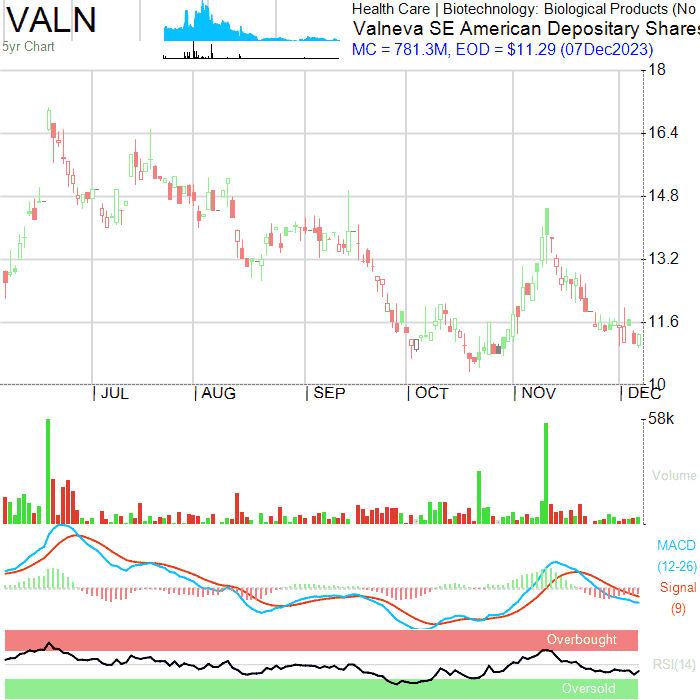 VALN
5yr Chart
Health Care | Biotechnology: Biological Products (No
Valneva SE American Depositary Shares
MC = 781.3M, EOD = $11.29 (07Dec2023)
18
16.4
14.8
13.2
11.6
10
JUL AUG SEP OCT NOV DEC
58k
Volume
MACD
(12-26)
Signal
(9)
Overbought
RSI(14)
Oversold